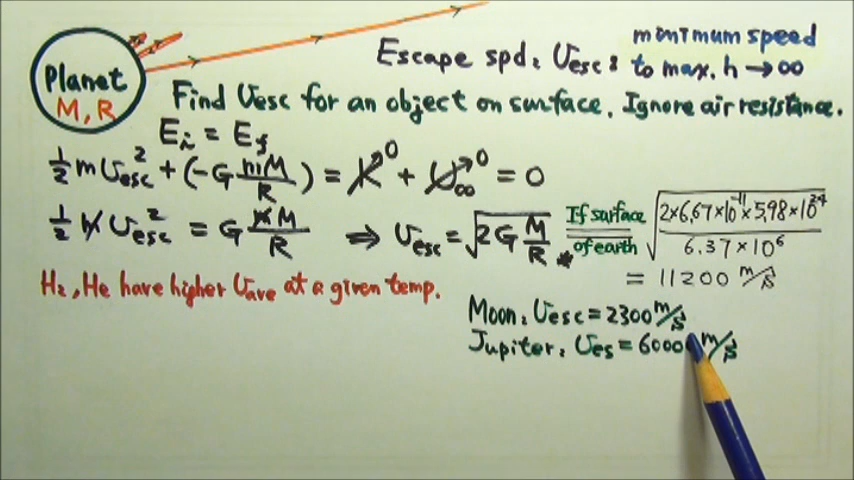 Planet
M, R
Escape spd, Vesc: minimum speed
to max. h → ∞
Find Vesc for an object on surface. Ignore air resistance.
Ei = Ef
1/2 m Vesc² + (-G mM/R) = K⁰ + U∞⁰ = 0
1/2 m Vesc² = G mM/R ⇒ Vesc = √(2G M/R)
If surface of earth √(2×6.67×10⁻¹¹×5.98×10²⁴ / 6.37×10⁶)
= 11200 m/s
H₂, He have higher Vave at a given temp.
Moon, Vesc = 2300 m/s
Jupiter, Ves = 6000 m/s